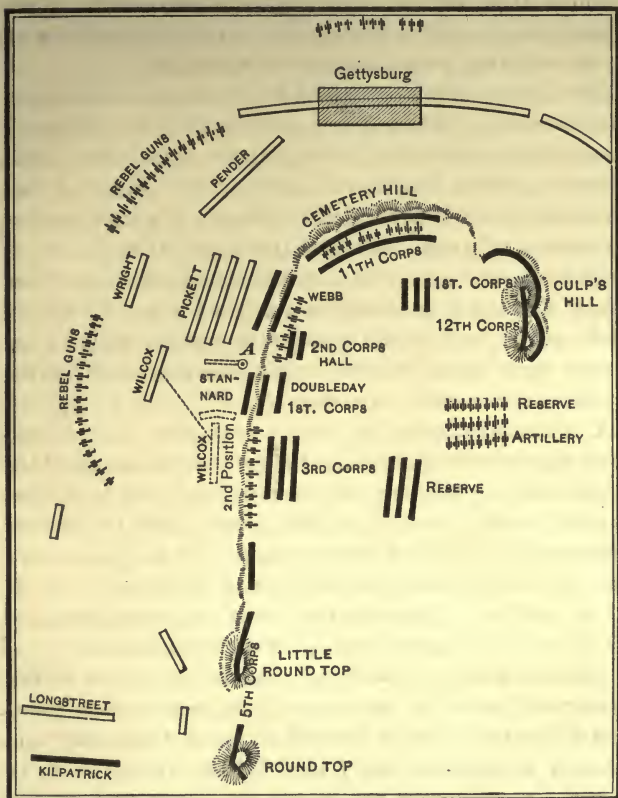 Gettysburg
REBEL GUNS
PENDER
CEMETERY HILL
11TH CORPS
WRIGHT
PICKETT
WEBB
1ST. CORPS
CULP'S
HILL
12TH CORPS
REBEL GUNS
WILCOX
A
2ND CORPS
HALL
STAN-
NARD
DOUBLEDAY
1ST. CORPS
RESERVE
ARTILLERY
WILCOX
2nd Position
3RD CORPS
RESERVE
LITTLE
ROUND TOP
5TH CORPS
LONGSTREET
KILPATRICK
ROUND TOP